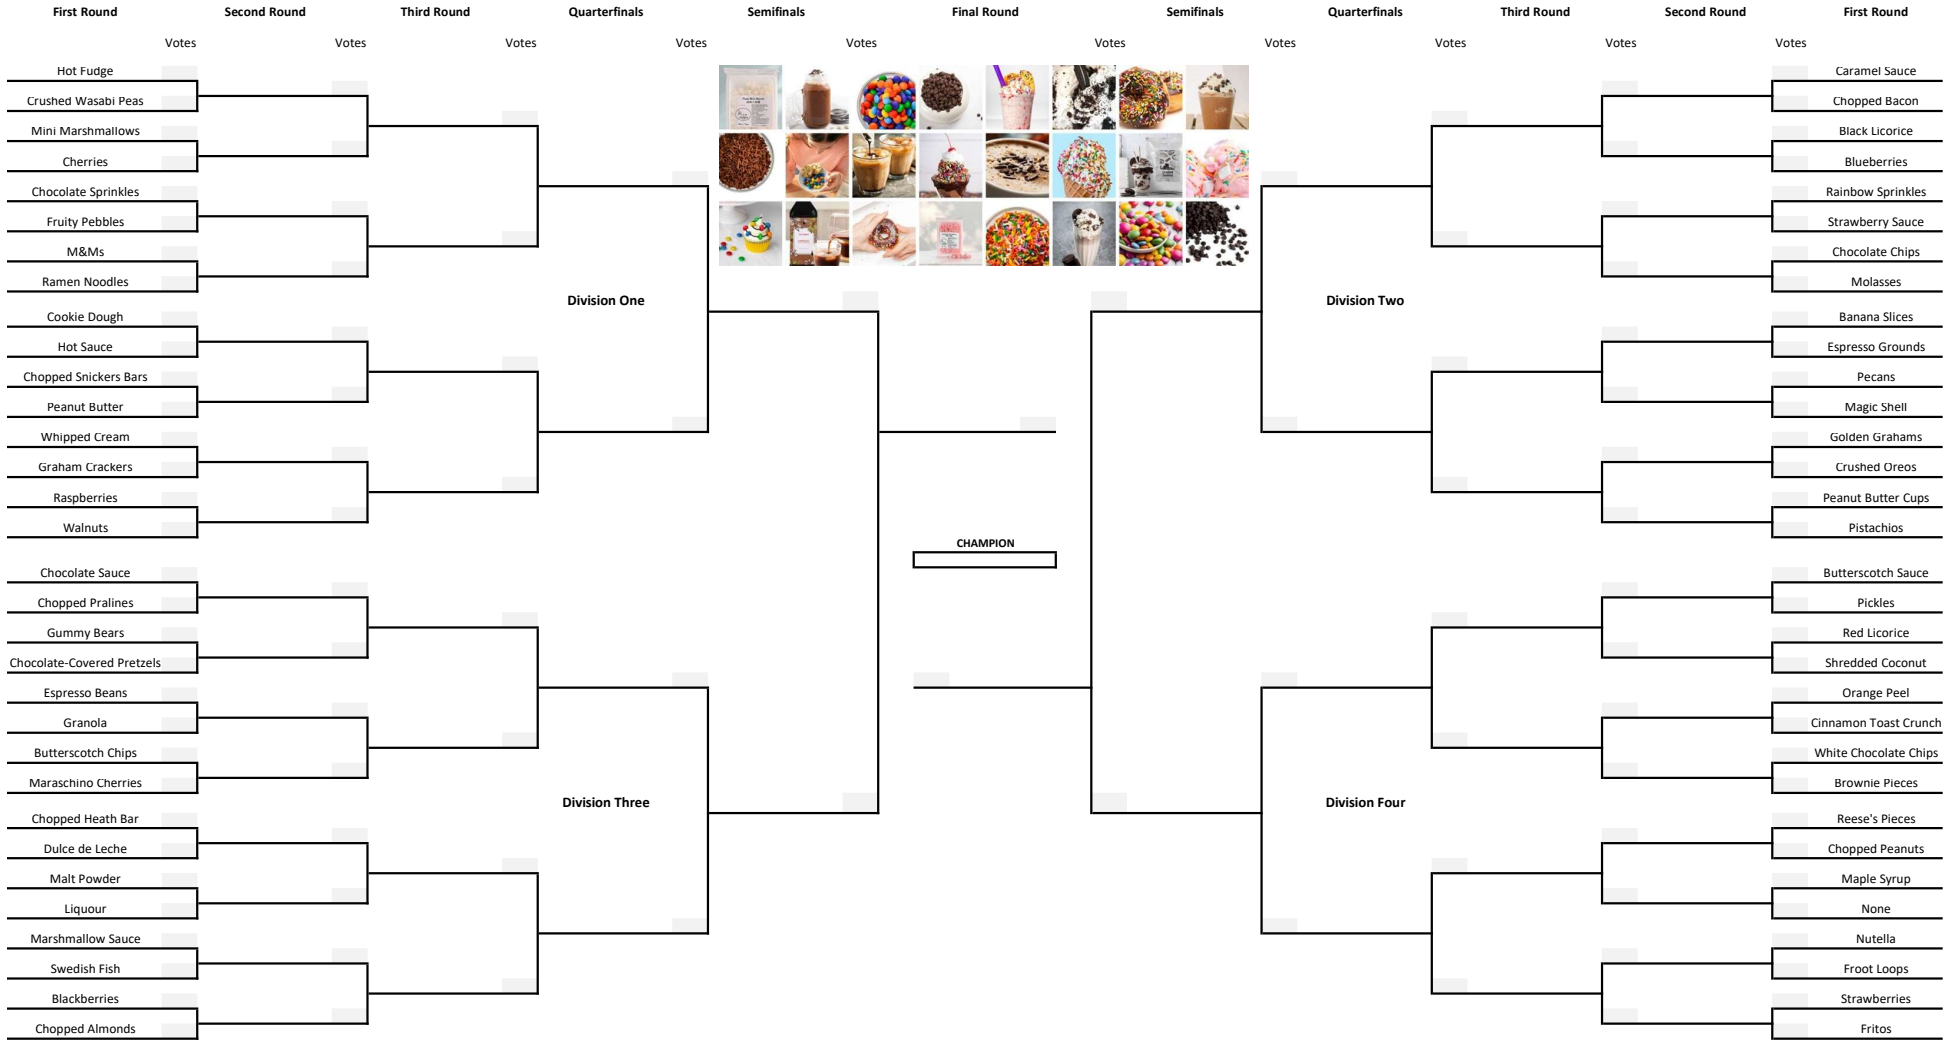 First Round
Second Round
Third Round
Quarterfinals
Semifinals
Final Round
Semifinals
Quarterfinals
Third Round
Second Round
First Round
Votes
Votes
Votes
Votes
Votes
Votes
Votes
Votes
Votes
Votes
Hot Fudge
Crushed Wasabi Peas
Mini Marshmallows
Cherries
Chocolate Sprinkles
Fruity Pebbles
M&Ms
Ramen Noodles
Division One
Cookie Dough
Hot Sauce
Chopped Snickers Bars
Peanut Butter
Whipped Cream
Graham Crackers
Raspberries
Walnuts
Chocolate Sauce
Chopped Pralines
Gummy Bears
Chocolate-Covered Pretzels
Espresso Beans
Granola
Butterscotch Chips
Maraschino Cherries
Division Three
Chopped Heath Bar
Dulce de Leche
Malt Powder
Liquour
Marshmallow Sauce
Swedish Fish
Blackberries
Chopped Almonds
CHAMPION
Caramel Sauce
Chopped Bacon
Black Licorice
Blueberries
Rainbow Sprinkles
Strawberry Sauce
Chocolate Chips
Molasses
Division Two
Banana Slices
Espresso Grounds
Pecans
Magic Shell
Golden Grahams
Crushed Oreos
Peanut Butter Cups
Pistachios
Butterscotch Sauce
Pickles
Red Licorice
Shredded Coconut
Orange Peel
Cinnamon Toast Crunch
White Chocolate Chips
Brownie Pieces
Division Four
Reese's Pieces
Chopped Peanuts
Maple Syrup
None
Nutella
Froot Loops
Strawberries
Fritos